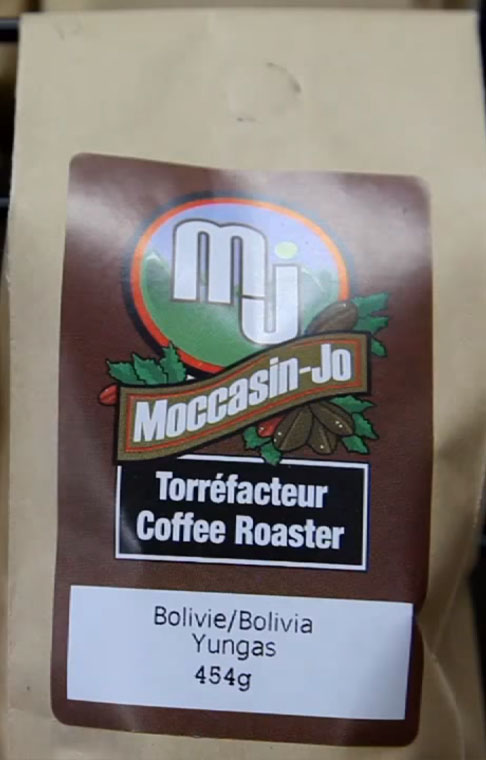 mj
Moccasin-Jo
Torréfacteur
Coffee Roaster
Bolivie/Bolivia
Yungas
454g